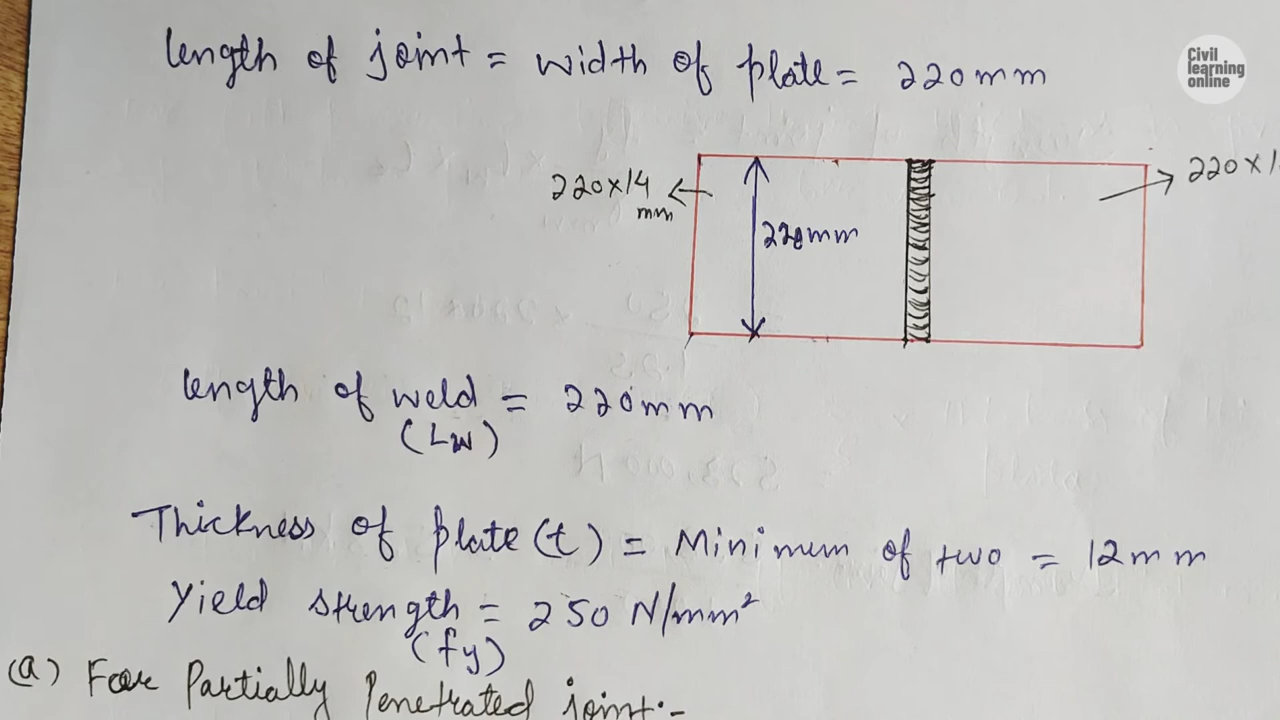 length of joint = width of plate = 220mm
Civil
learning
online
220×14
mm
220mm
220×1
length of weld = 220mm
(Lw)
Thickness of plate (t) = Minimum of two = 12mm
Yield strength = 250 N/mm²
(fy)
(a) For Partially Penetrated joint:-